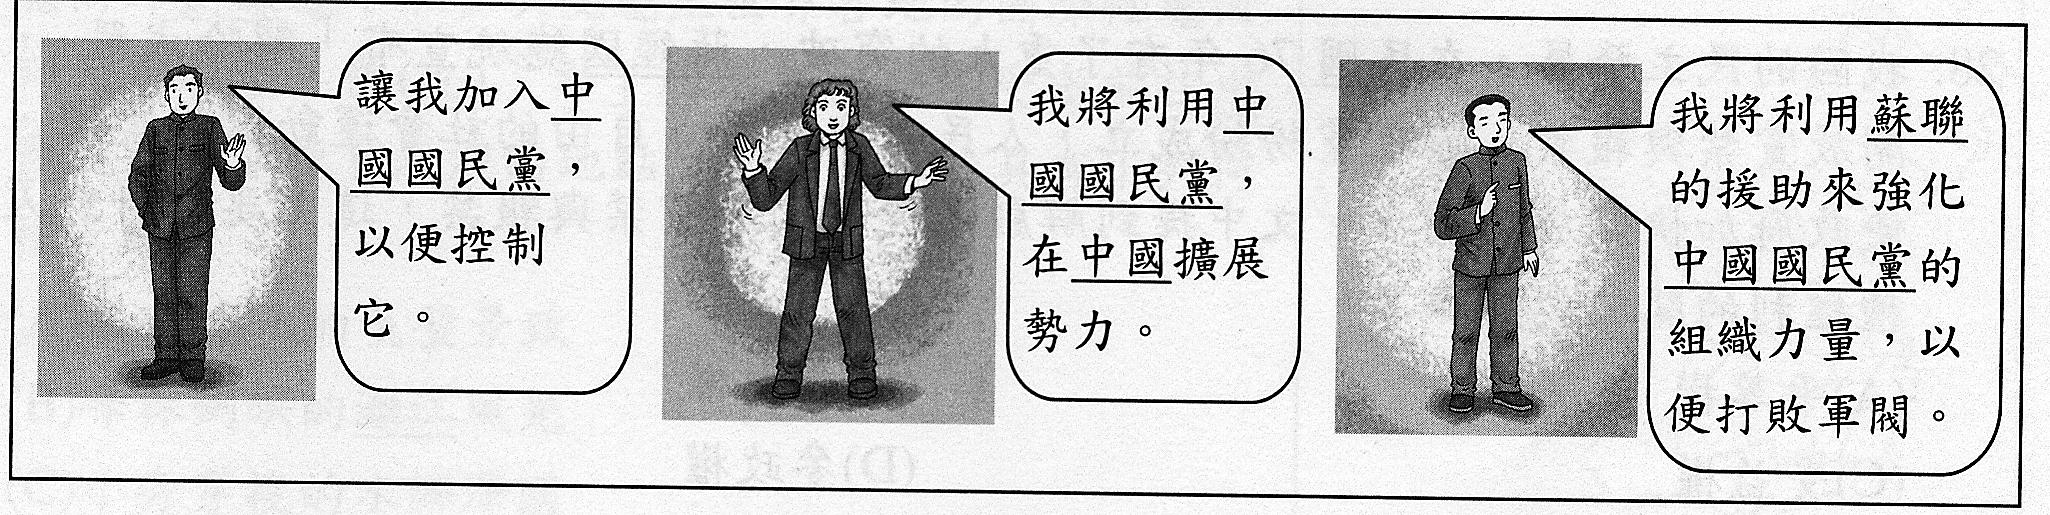 讓我加入中
國國民黨，
以便控制
它。
我將利用中
國國民黨，
在中國擴展
勢力。
我將利用蘇聯
的援助來強化
中國國民黨的
組織力量，以
便打敗軍閥。
(D)參政權